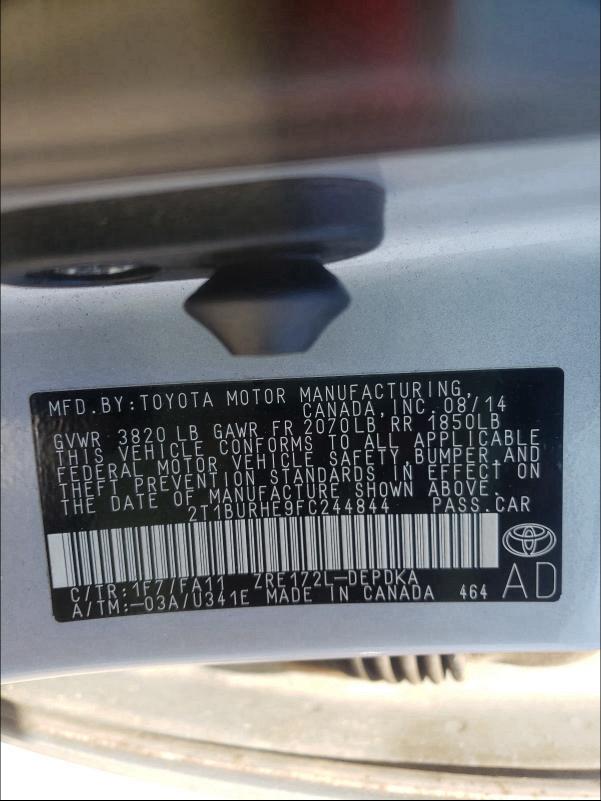 MFD. BY: TOYOTA MOTOR MANUFACTURING,
CANADA, INC. 08/14
GVWR 3820 LB GAWR FR 2070LB, RR 1850LB
THIS VEHICLE CONFORMS TO ALL APPLICABLE
FEDERAL MOTOR VEHICLE SAFETY, BUMPER AND
THEFT PREVENTION STANDARDS IN EFFECT ON
THE DATE OF MANUFACTURE SHOWN ABOVE.
2T1BURHE9FC244844 PASS.CAR
C/TR:1F7/FA11 ZRE172L-DEPDKA
A/TM:-03A/U341E MADE IN CANADA 464
AD